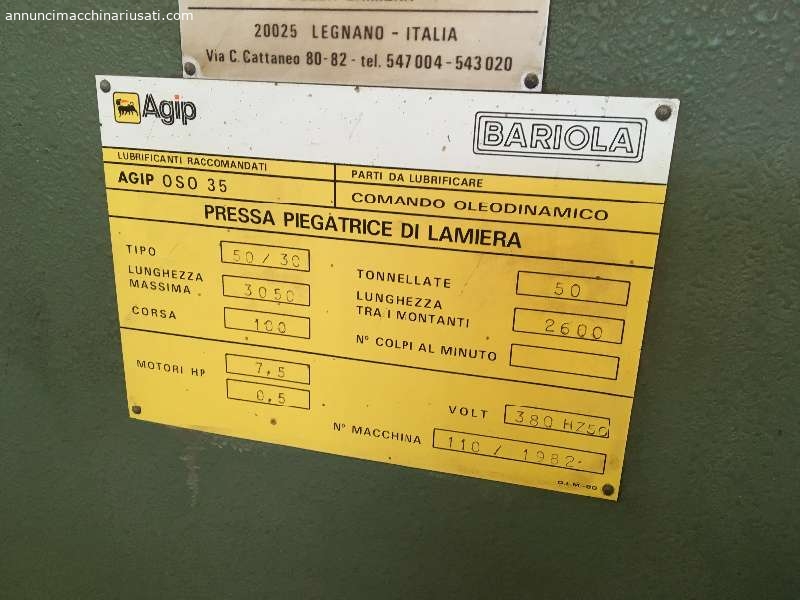 annuncimacchinariusati.com
20025 LEGNANO - ITALIA
Via C. Cattaneo 80-82 - tel. 547004-543020
Agip
BARIOLA
LUBRIFICANTI RACCOMANDATI
PARTI DA LUBRIFICARE
AGIP OSO 35
COMANDO OLEODINAMICO
PRESSA PIEGATRICE DI LAMIERA
TIPO 50 / 30
TONNELLATE 50
LUNGHEZZA
MASSIMA 3050
LUNGHEZZA
TRA I MONTANTI 2600
CORSA 100
N° COLPI AL MINUTO
MOTORI HP 7,5
0,5
VOLT 380 HZ50
N° MACCHINA 110 / 1982